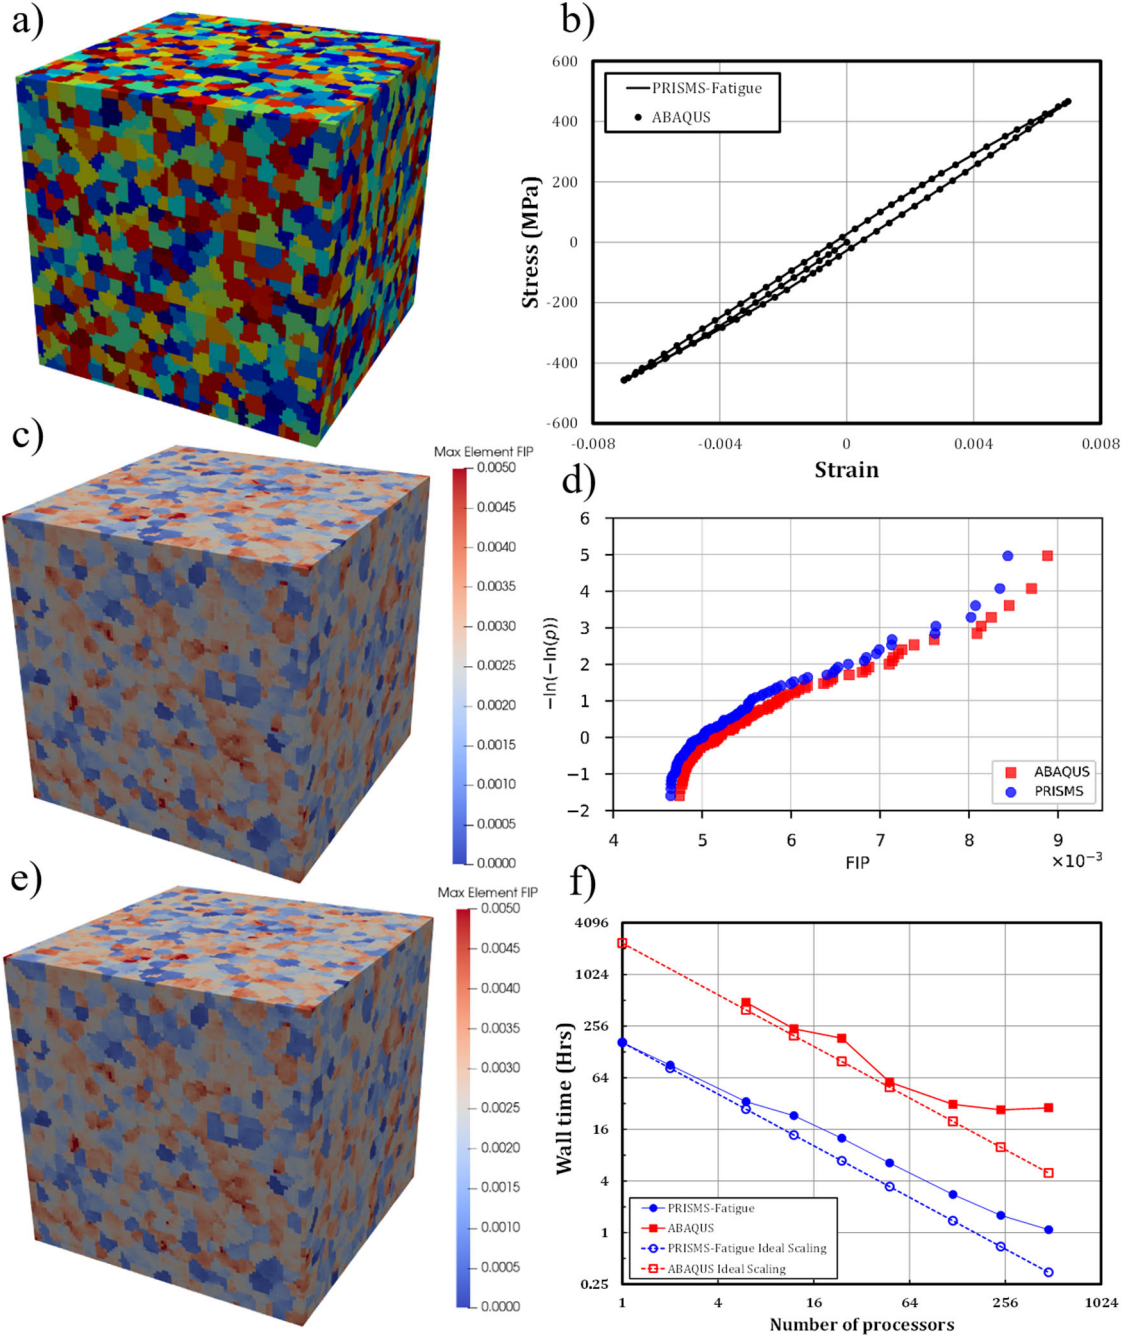 a)
b)
600
400
200
0
-200
-400
-600
-0.008
-0.004
0
0.004
0.008
Stress (MPa)
Strain
PRISMS-Fatigue
ABAQUS
c)
Max Element FIP
0.0050
0.0045
0.0040
0.0035
0.0030
0.0025
0.0020
0.0015
0.0010
0.0005
0.0000
d)
6
5
4
3
2
1
0
−1
−2
4
5
6
7
8
9
−ln(−ln(p))
FIP
×10⁻³
ABAQUS
PRISMS
e)
Max Element FIP
0.0050
0.0045
0.0040
0.0035
0.0030
0.0025
0.0020
0.0015
0.0010
0.0005
0.0000
f)
4096
1024
256
64
16
4
1
0.25
1
4
16
64
256
1024
Wall time (Hrs)
Number of processors
PRISMS-Fatigue
ABAQUS
PRISMS-Fatigue Ideal Scaling
ABAQUS Ideal Scaling